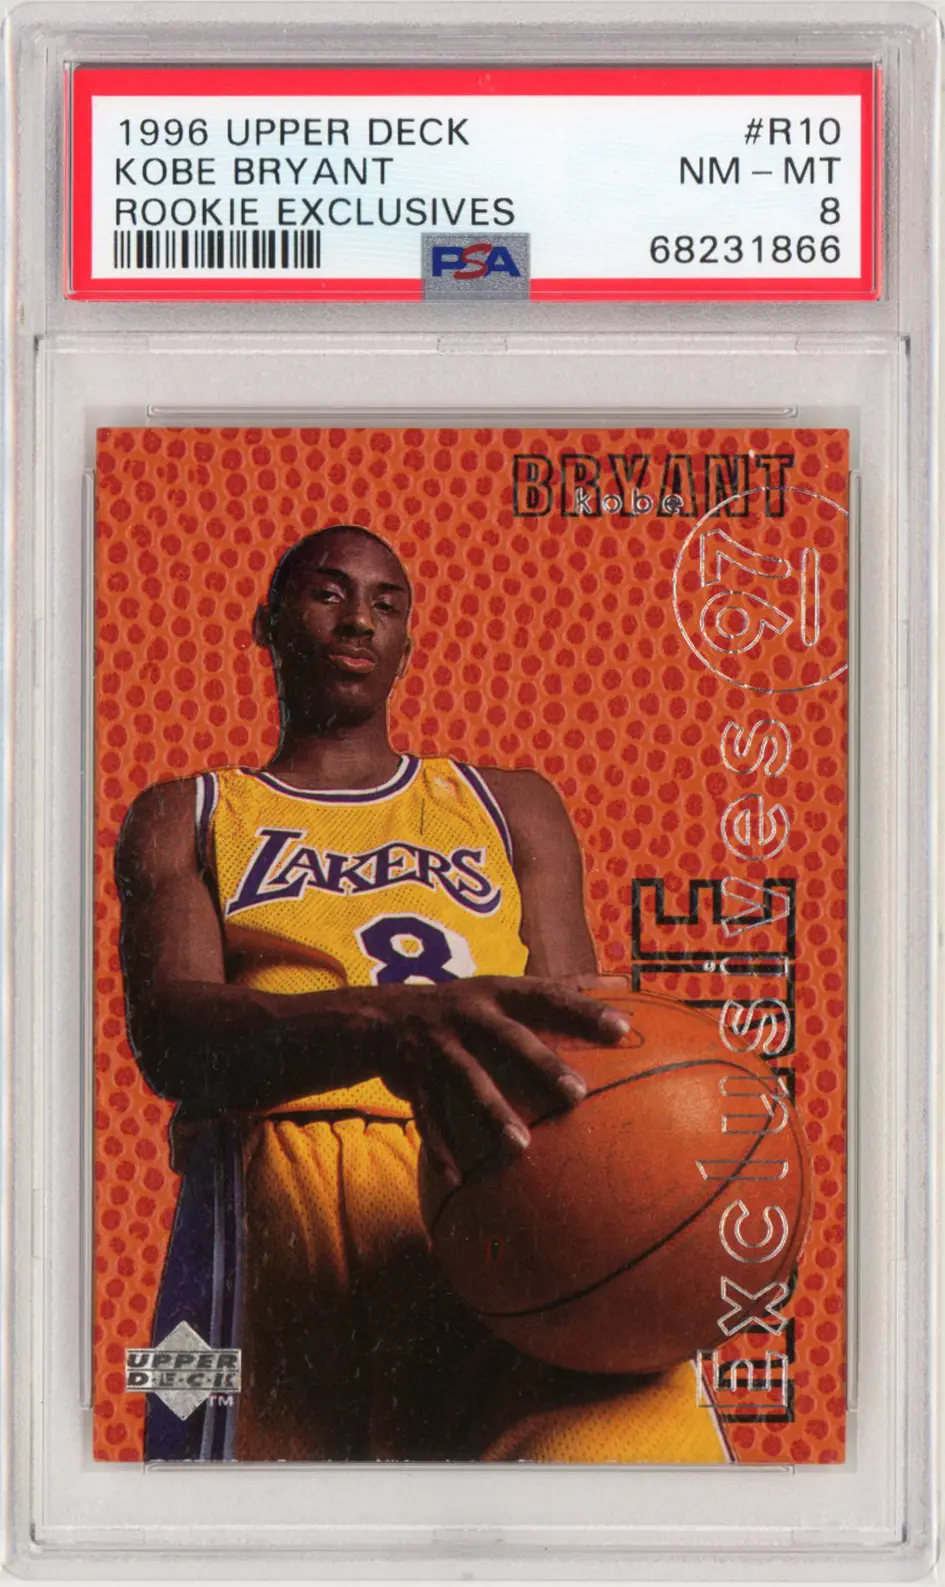 1996 UPPER DECK #R10
KOBE BRYANT NM - MT
ROOKIE EXCLUSIVES 8
PSA 68231866
BRYANT
kobe
97
Exclusives
LAKERS
8
UPPER
D·E·C·K
TM